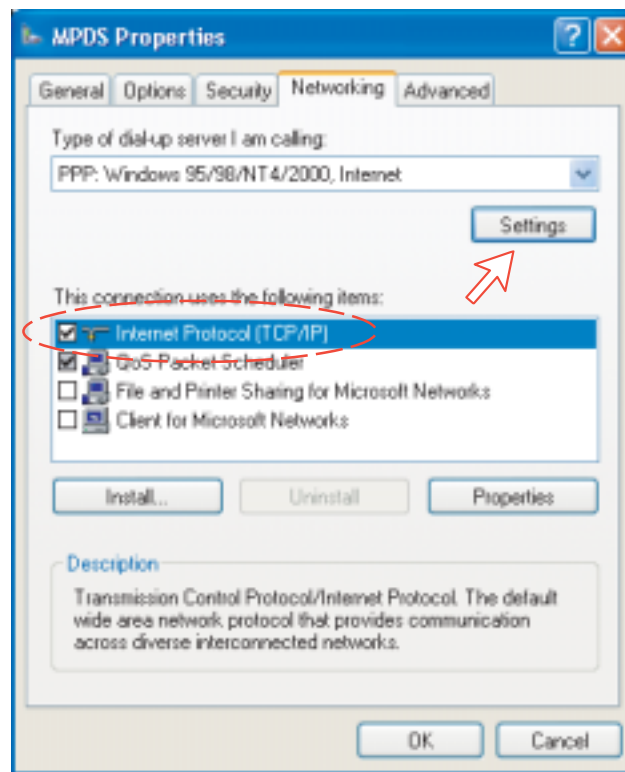 MPDS Properties
General Options Security Networking Advanced
Type of dial-up server I am calling:
PPP: Windows 95/98/NT4/2000, Internet
Settings
This connection uses the following items:
Internet Protocol (TCP/IP)
QoS Packet Scheduler
File and Printer Sharing for Microsoft Networks
Client for Microsoft Networks
Install... Uninstall Properties
Description
Transmission Control Protocol/Internet Protocol. The default
wide area network protocol that provides communication
across diverse interconnected networks.
OK Cancel